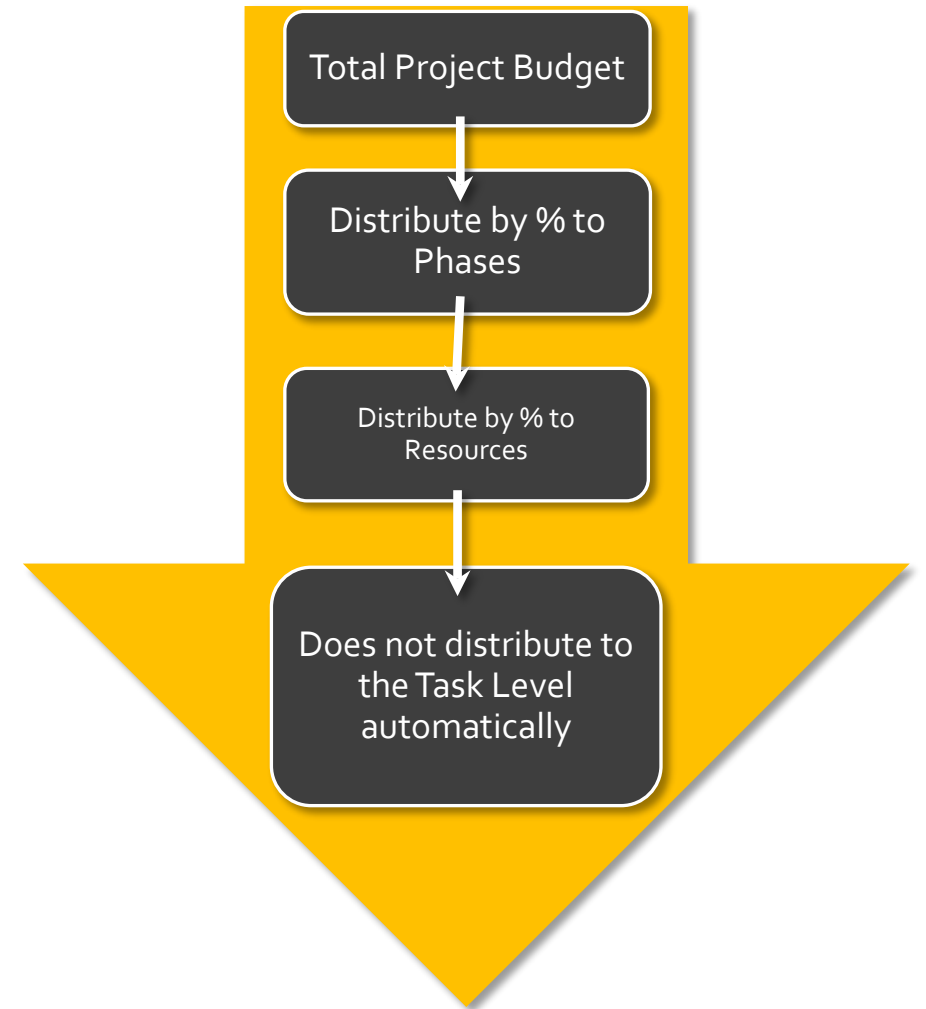 Total Project Budget
Distribute by % to
Phases
Distribute by % to
Resources
Does not distribute to
the Task Level
automatically